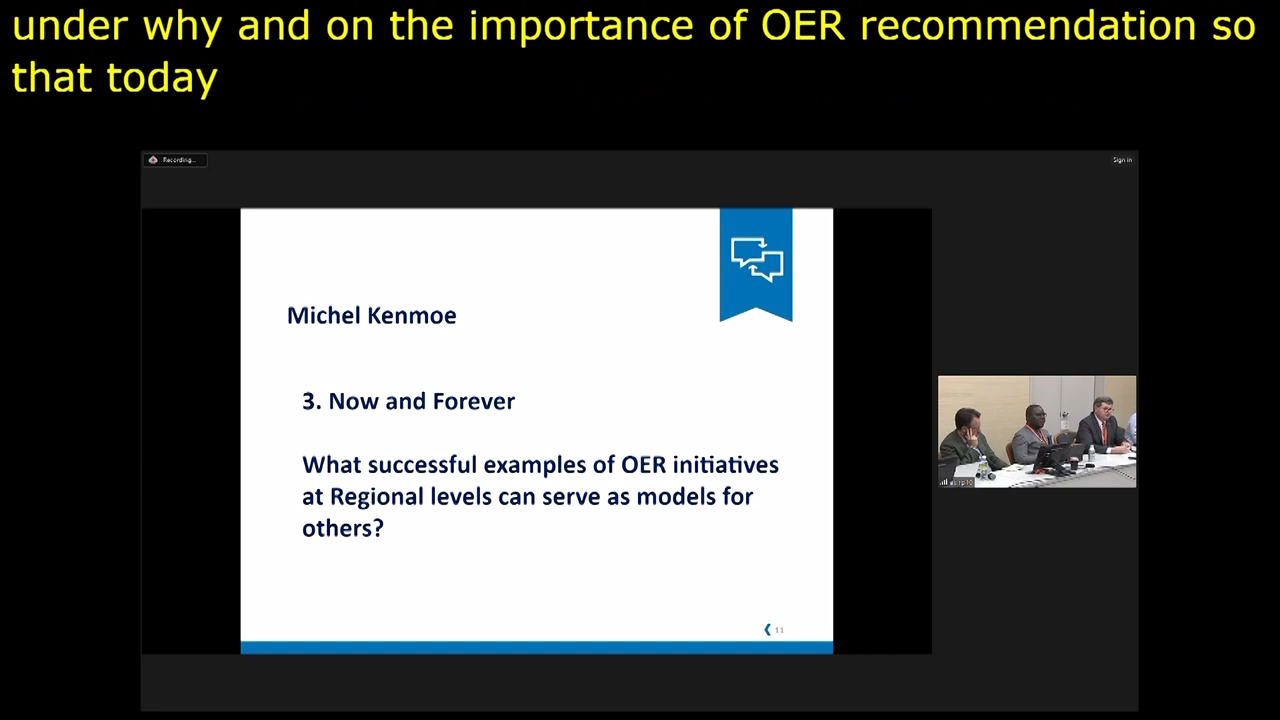 under why and on the importance of OER recommendation so
that today
Recording...
Sign in
Michel Kenmoe
3. Now and Forever
What successful examples of OER initiatives
at Regional levels can serve as models for
others?
11